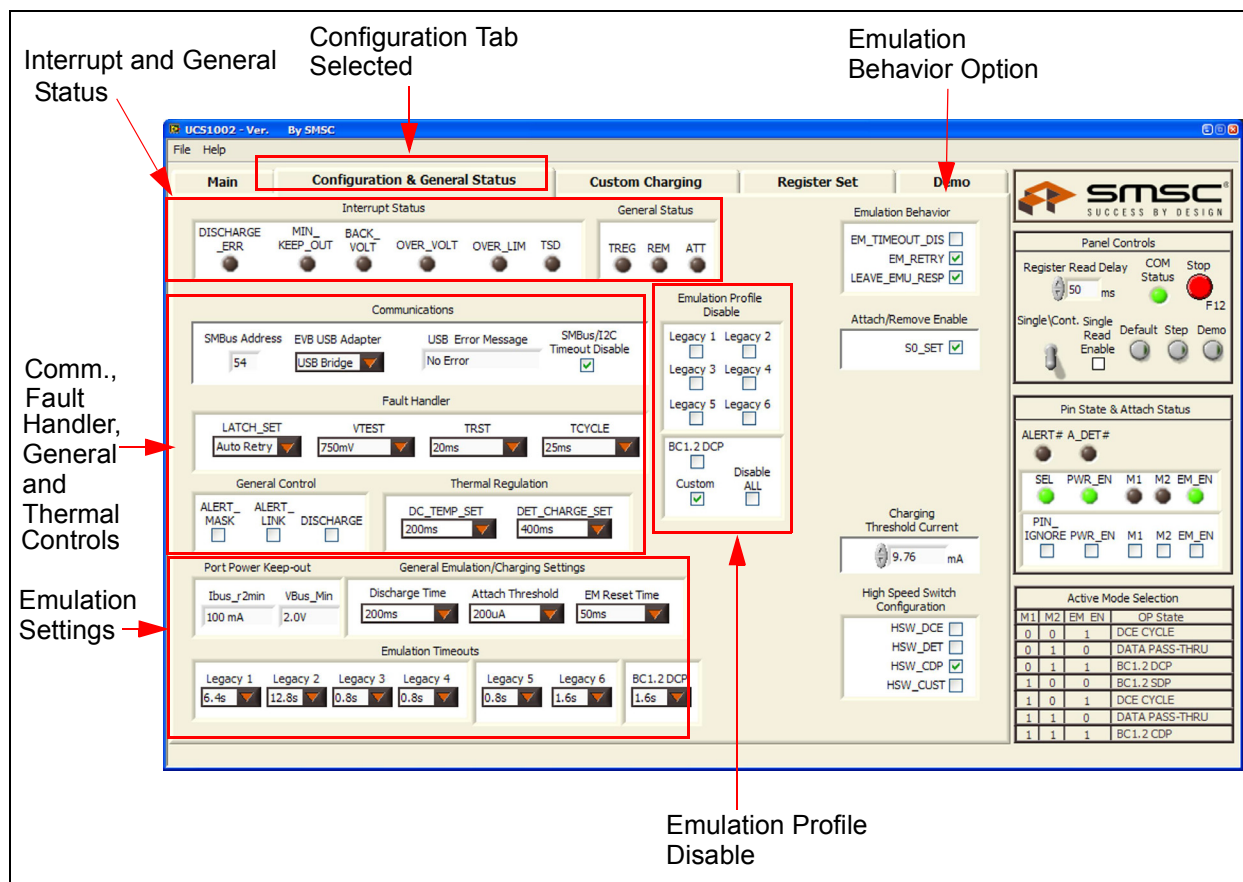 Interrupt and General
Status
Configuration Tab
Selected
Emulation
Behavior Option
UCS1002 - Ver. By SMSC
File Help
Main
Configuration & General Status
Custom Charging
Register Set
Demo
Interrupt Status
DISCHARGE
_ERR
MIN_
KEEP_OUT
BACK_
VOLT
OVER_VOLT
OVER_LIM
TSD
General Status
TREG REM ATT
Communications
SMBus Address
54
EVB USB Adapter
USB Bridge
USB Error Message
No Error
SMBus/I2C
Timeout Disable
Fault Handler
LATCH_SET
Auto Retry
VTEST
750mV
TRST
20ms
TCYCLE
25ms
General Control
ALERT_
MASK
ALERT_
LINK
DISCHARGE
Thermal Regulation
DC_TEMP_SET
200ms
DET_CHARGE_SET
400ms
Comm.,
Fault
Handler,
General
and
Thermal
Controls
Port Power Keep-out
Ibus_r2min
100 mA
VBus_Min
2.0V
General Emulation/Charging Settings
Discharge Time
200ms
Attach Threshold
200uA
EM Reset Time
50ms
Emulation Timeouts
Legacy 1
6.4s
Legacy 2
12.8s
Legacy 3
0.8s
Legacy 4
0.8s
Legacy 5
0.8s
Legacy 6
1.6s
BC1.2 DCP
1.6s
Emulation
Settings
Emulation Profile
Disable
Legacy 1 Legacy 2
Legacy 3 Legacy 4
Legacy 5 Legacy 6
BC1.2 DCP
Custom
Disable
ALL
Emulation Profile
Disable
Emulation Behavior
EM_TIMEOUT_DIS
EM_RETRY
LEAVE_EMU_RESP
Attach/Remove Enable
S0_SET
Charging
Threshold Current
9.76 mA
High Speed Switch
Configuration
HSW_DCE
HSW_DET
HSW_CDP
HSW_CUST
smsc®
SUCCESS BY DESIGN
Panel
Controls
Register Read Delay
50 ms
COM
Status
Stop
F12
Single\Cont.
Single
Read
Enable
Default Step Demo
Pin State & Attach Status
ALERT# A_DET#
SEL PWR_EN M1 M2 EM_EN
PIN_
IGNORE PWR_EN M1 M2 EM_EN
Active Mode Selection
M1 M2 EM EN OP State
0 0 1 DCE CYCLE
0 1 0 DATA PASS-THRU
0 1 1 BC1.2 DCP
1 0 0 BC1.2 SDP
1 0 1 DCE CYCLE
1 1 0 DATA PASS-THRU
1 1 1 BC1.2 CDP